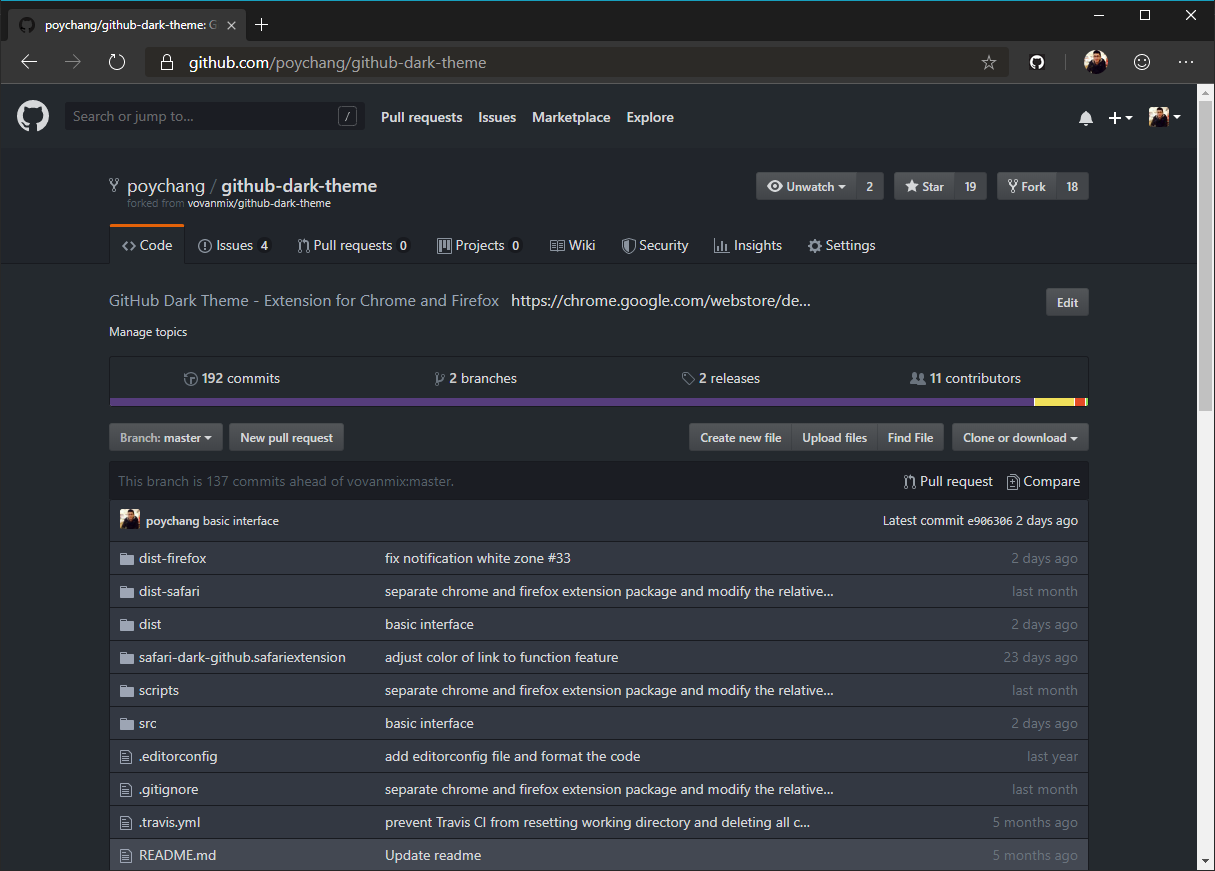 poychang/github-dark-theme: G
github.com/poychang/github-dark-theme
Search or jump to... / Pull requests Issues Marketplace Explore
poychang / github-dark-theme Unwatch 2 Star 19 Fork 18
forked from vovanmix/github-dark-theme
Code Issues 4 Pull requests 0 Projects 0 Wiki Security Insights Settings
GitHub Dark Theme - Extension for Chrome and Firefox https://chrome.google.com/webstore/de... Edit
Manage topics
192 commits 2 branches 2 releases 11 contributors
Branch: master New pull request Create new file Upload files Find File Clone or download
This branch is 137 commits ahead of vovanmix:master. Pull request Compare
poychang basic interface Latest commit e906306 2 days ago
dist-firefox fix notification white zone #33 2 days ago
dist-safari separate chrome and firefox extension package and modify the relative... last month
dist basic interface 2 days ago
safari-dark-github.safariextension adjust color of link to function feature 23 days ago
scripts separate chrome and firefox extension package and modify the relative... last month
src basic interface 2 days ago
.editorconfig add editorconfig file and format the code last year
.gitignore separate chrome and firefox extension package and modify the relative... last month
.travis.yml prevent Travis CI from resetting working directory and deleting all c... 5 months ago
README.md Update readme 5 months ago